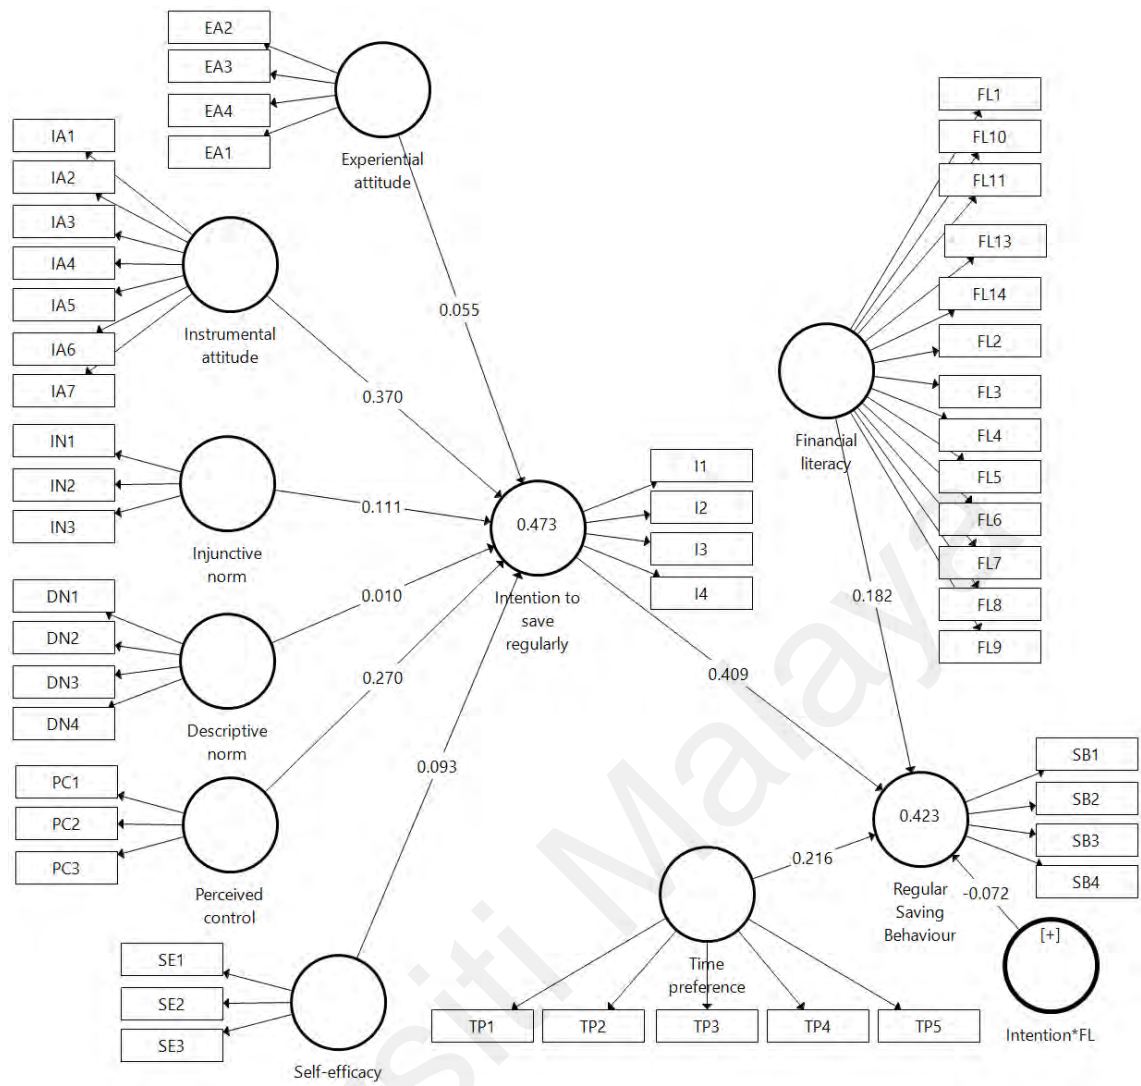 EA2
EA3
EA4
EA1
Experiential
attitude
IA1
IA2
IA3
IA4
IA5
IA6
IA7
Instrumental
attitude
IN1
IN2
IN3
Injunctive
norm
DN1
DN2
DN3
DN4
Descriptive
norm
PC1
PC2
PC3
Perceived
control
SE1
SE2
SE3
Self-efficacy
0.055
0.370
0.111
0.010
0.270
0.093
0.473
Intention to
save
regularly
I1
I2
I3
I4
0.409
Financial
literacy
FL1
FL10
FL11
FL13
FL14
FL2
FL3
FL4
FL5
FL6
FL7
FL8
FL9
0.182
0.423
Regular
Saving
Behaviour
SB1
SB2
SB3
SB4
0.216
Time
preference
TP1
TP2
TP3
TP4
TP5
-0.072
[+]
Intention*FL
siti Malaya